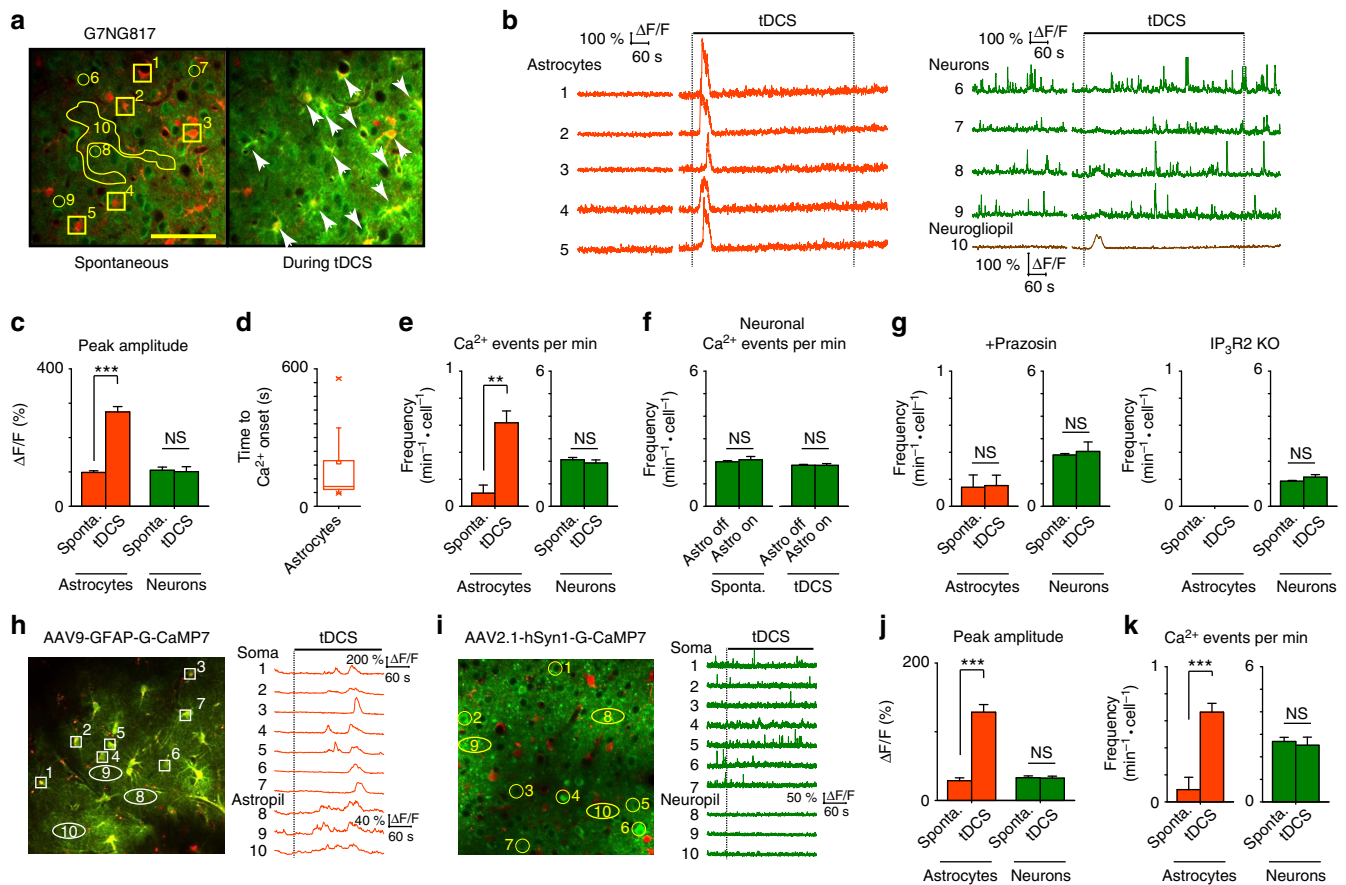 a
G7NG817
1
2
3
4
5
6
7
8
9
10
Spontaneous
During tDCS
b
100 % ΔF/F
60 s
tDCS
Astrocytes
1
2
3
4
5
100 % ΔF/F
60 s
tDCS
Neurons
6
7
8
9
Neurogliopil
10
100 % ΔF/F
60 s
c
Peak amplitude
***
NS
400
0
ΔF/F (%)
Sponta.
tDCS
Astrocytes
Sponta.
tDCS
Neurons
d
600
0
Time to
Ca²⁺ onset (s)
Astrocytes
e
Ca²⁺ events per min
1
0
Frequency
(min⁻¹ • cell⁻¹)
**
Sponta.
tDCS
Astrocytes
6
0
NS
Sponta.
tDCS
Neurons
f
Neuronal
Ca²⁺ events per min
6
0
Frequency
(min⁻¹ • cell⁻¹)
NS
NS
Astro off
Astro on
Sponta.
Astro off
Astro on
tDCS
g
+Prazosin
1
0
Frequency
(min⁻¹ • cell⁻¹)
NS
Sponta.
tDCS
Astrocytes
6
0
NS
Sponta.
tDCS
Neurons
IP₃R2 KO
1
0
Frequency
(min⁻¹ • cell⁻¹)
Sponta.
tDCS
Astrocytes
6
0
NS
Sponta.
tDCS
Neurons
h
AAV9-GFAP-G-CaMP7
1
2
3
4
5
6
7
8
9
10
tDCS
Soma
200 % ΔF/F
60 s
1
2
3
4
5
6
7
Astropil
8
9
10
40 % ΔF/F
60 s
i
AAV2.1-hSyn1-G-CaMP7
1
2
3
4
5
6
7
8
9
10
tDCS
Soma
1
2
3
4
5
6
7
Neuropil
8
9
10
50 % ΔF/F
60 s
j
Peak amplitude
200
0
ΔF/F (%)
***
NS
Sponta.
tDCS
Astrocytes
Sponta.
tDCS
Neurons
k
Ca²⁺ events per min
1
0
Frequency
(min⁻¹ • cell⁻¹)
***
Sponta.
tDCS
Astrocytes
6
0
NS
Sponta.
tDCS
Neurons